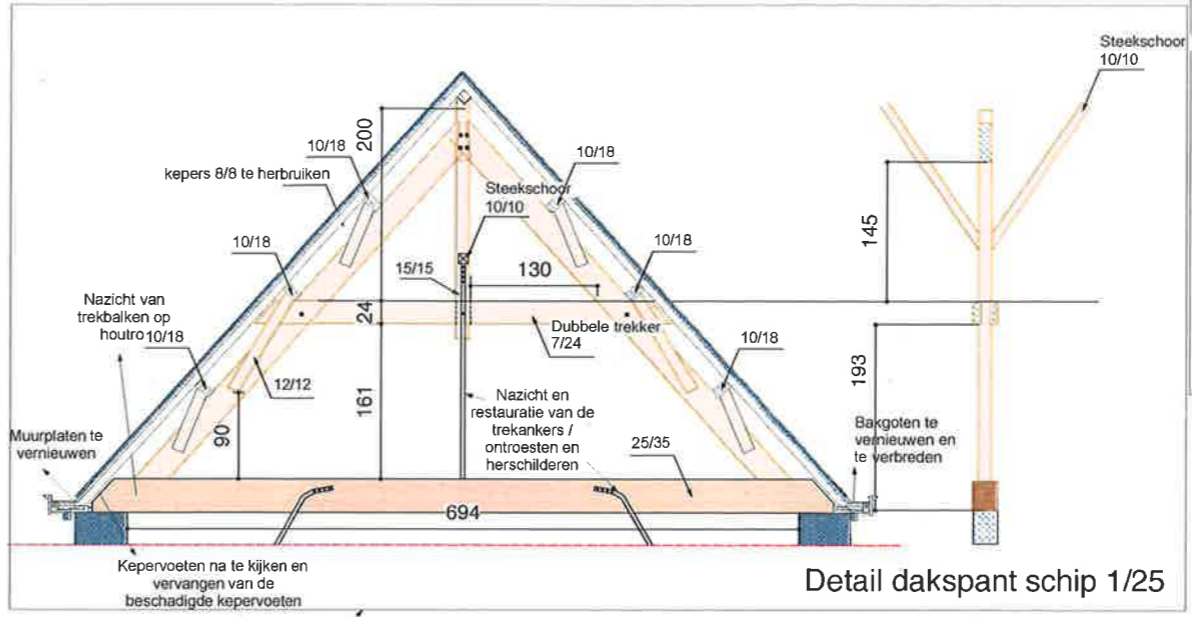 Steekschoor
10/10
200
10/18
10/18
kepers 8/8 te herbruiken
Steekschoor
10/10
145
10/18
10/18
15/15
130
Nazicht van
trekbalken op
houtro
24
Dubbele trekker
7/24
10/18
10/18
193
12/12
161
90
Nazicht en
restauratie van de
trekankers /
ontroesten en
herschilderen
25/35
Muurplaten te
vernieuwen
Bakgoten te
vernieuwen en
te verbreden
694
Kepervoeten na te kijken en
vervangen van de
beschadigde kepervoeten
Detail dakspant schip 1/25